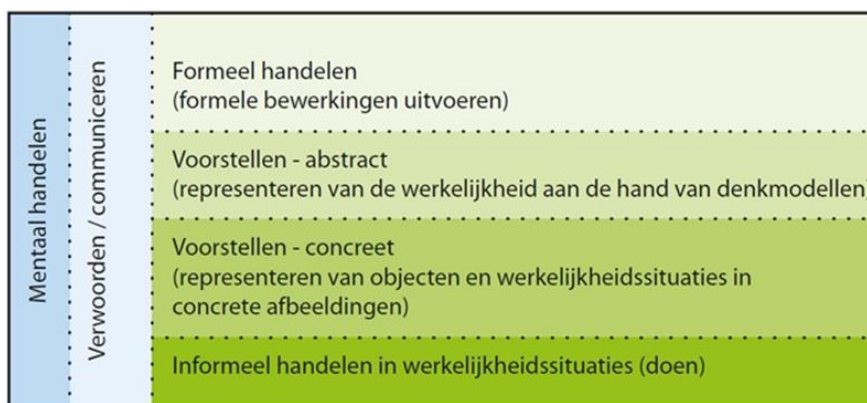 Mentaal handelen
Verwoorden / communiceren
Formeel handelen
(formele bewerkingen uitvoeren)
Voorstellen - abstract
(representeren van de werkelijkheid aan de hand van denkmodellen)
Voorstellen - concreet
(representeren van objecten en werkelijkheidssituaties in
concrete afbeeldingen)
Informeel handelen in werkelijkheidssituaties (doen)